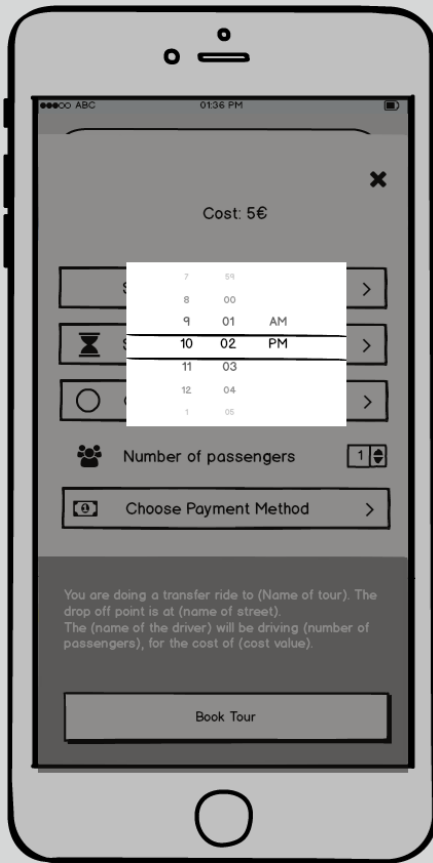 ABC 01:36 PM
Cost: 5€
7 59
8 00
9 01 AM
10 02 PM
11 03
12 04
1 05
Number of passengers 1
Choose Payment Method
You are doing a transfer ride to (Name of tour). The
drop off point is at (name of street).
The (name of the driver) will be driving (number of
passengers), for the cost of (cost value).
Book Tour